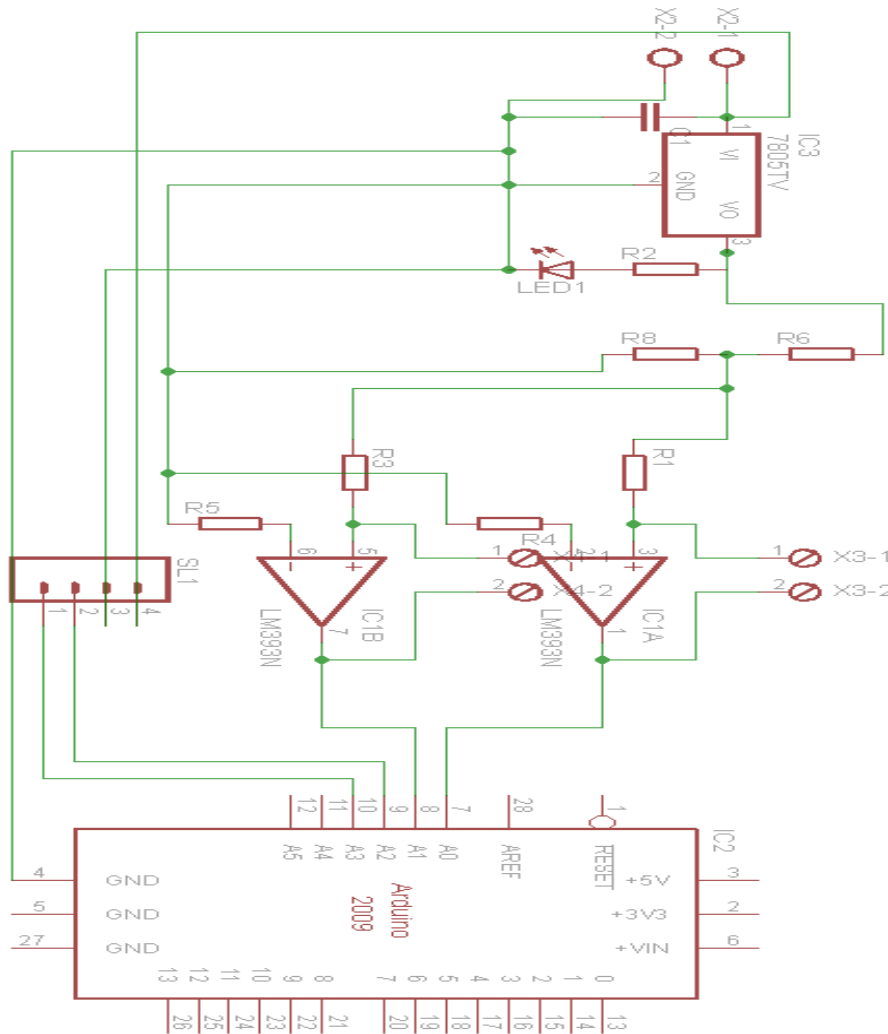 X2-2
X2-1
C1
1
VI
GND
2
VO
3
IC3
7805TV
R2
LED1
R8
R6
R3
R1
R5
R4
6
5
2
3
1
X4-1
2
X4-2
1
X3-1
2
X3-2
7
LM393N
IC1B
1
LM393N
IC1A
SL1
1
2
3
4
12
11
10
9
8
7
28
1
A5
A4
A3
A2
A1
A0
AREF
RESET
IC2
4
GND
5
GND
27
GND
Arduino
2009
+5V
3
+3V3
2
+VIN
6
13
12
11
10
9
8
7
6
5
4
3
2
1
0
26
25
24
23
22
21
20
19
18
17
16
15
14
13